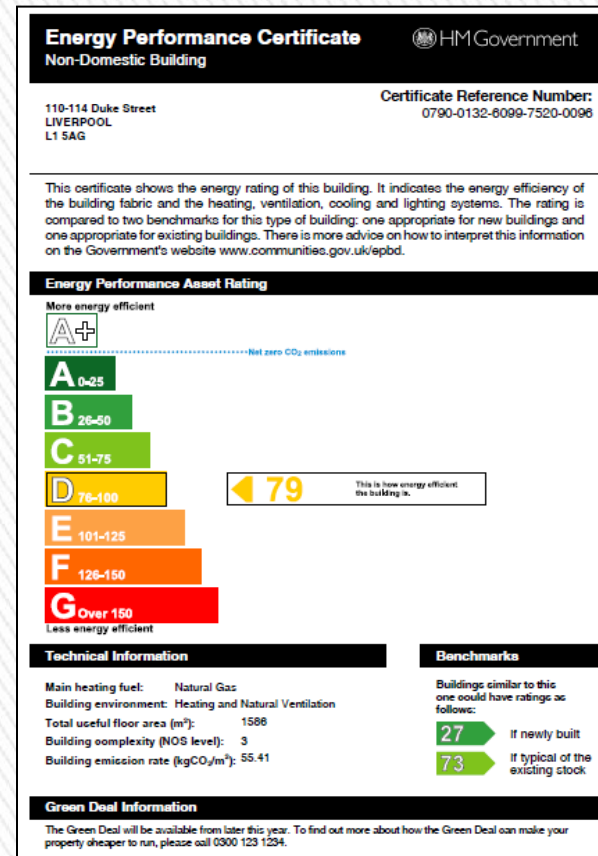 Energy Performance Certificate
HM Government
Non-Domestic Building
110-114 Duke Street
LIVERPOOL
L1 5AG
Certificate Reference Number:
0790-0132-6099-7520-0096
This certificate shows the energy rating of this building. It indicates the energy efficiency of
the building fabric and the heating, ventilation, cooling and lighting systems. The rating is
compared to two benchmarks for this type of building: one appropriate for new buildings and
one appropriate for existing buildings. There is more advice on how to interpret this information
on the Government's website www.communities.gov.uk/epbd.
Energy Performance Asset Rating
More energy efficient
A+
Net zero CO₂ emissions
A 0-25
B 26-50
C 51-75
D 76-100
79
This is how energy efficient
the building is.
E 101-125
F 126-150
G Over 150
Less energy efficient
Technical Information
Main heating fuel: Natural Gas
Building environment: Heating and Natural Ventilation
Total useful floor area (m²): 1586
Building complexity (NOS level): 3
Building emission rate (kgCO₂/m²): 55.41
Benchmarks
Buildings similar to this
one could have ratings as
follows:
27 If newly built
73 If typical of the
existing stock
Green Deal Information
The Green Deal will be available from later this year. To find out more about how the Green Deal can make your
property cheaper to run, please call 0300 123 1234.